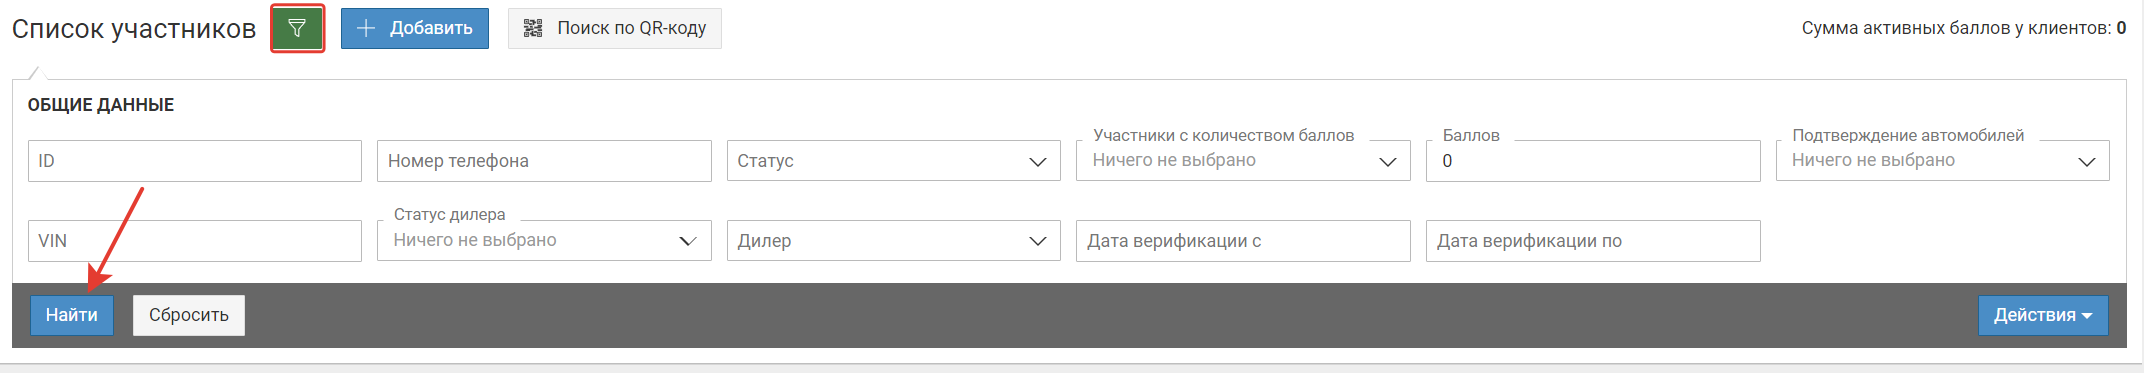 Список участников
Добавить
Поиск по QR-коду
Сумма активных баллов у клиентов: 0
ОБЩИЕ ДАННЫЕ
ID
Номер телефона
Статус
Участники с количеством баллов
Ничего не выбрано
Баллов
0
Подтверждение автомобилей
Ничего не выбрано
VIN
Статус дилера
Ничего не выбрано
Дилер
Дата верификации с
Дата верификации по
Найти
Сбросить
Действия